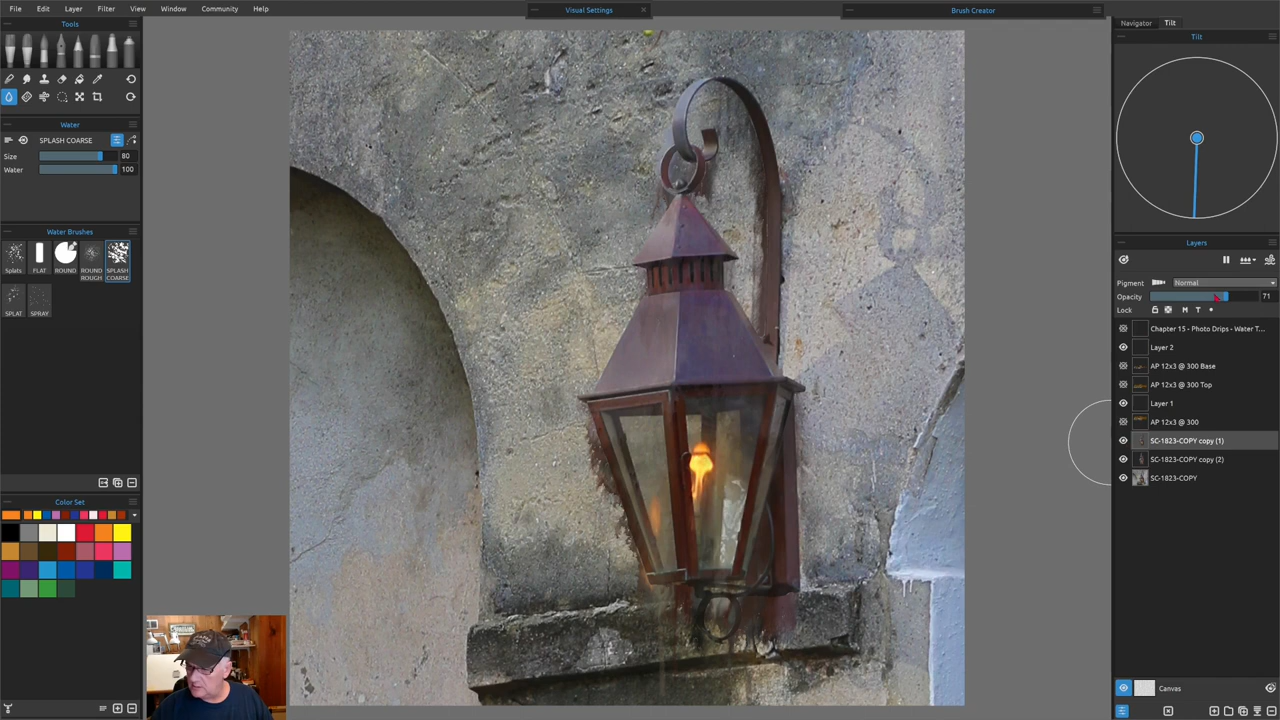 File Edit Layer Filter View Window Community Help
Visual Settings
Brush Creator
Navigator Tilt
Tools
Tilt
Water
SPLASH COARSE
Size 80
Water 100
Water Brushes
Splats FLAT ROUND ROUND ROUGH SPLASH COARSE
SPLAT SPRAY
Layers
Pigment Normal
Opacity 71
Lock M T
Chapter 15 - Photo Drips - Water T...
Layer 2
AP 12x3 @ 300 Base
AP 12x3 @ 300 Top
Layer 1
AP 12x3 @ 300
SC-1823-COPY copy (1)
SC-1823-COPY copy (2)
SC-1823-COPY
Color Set
Canvas